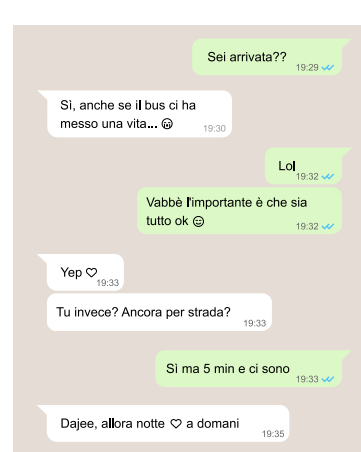 Sei arrivata??
19:29
Sì, anche se il bus ci ha
messo una vita... 😱
19:30
Lol
19:32
Vabbè l'importante è che sia
tutto ok 😊
19:32
Yep ♡
19:33
Tu invece? Ancora per strada?
19:33
Sì ma 5 min e ci sono
19:33
Dajee, allora notte ♡ a domani
19:35